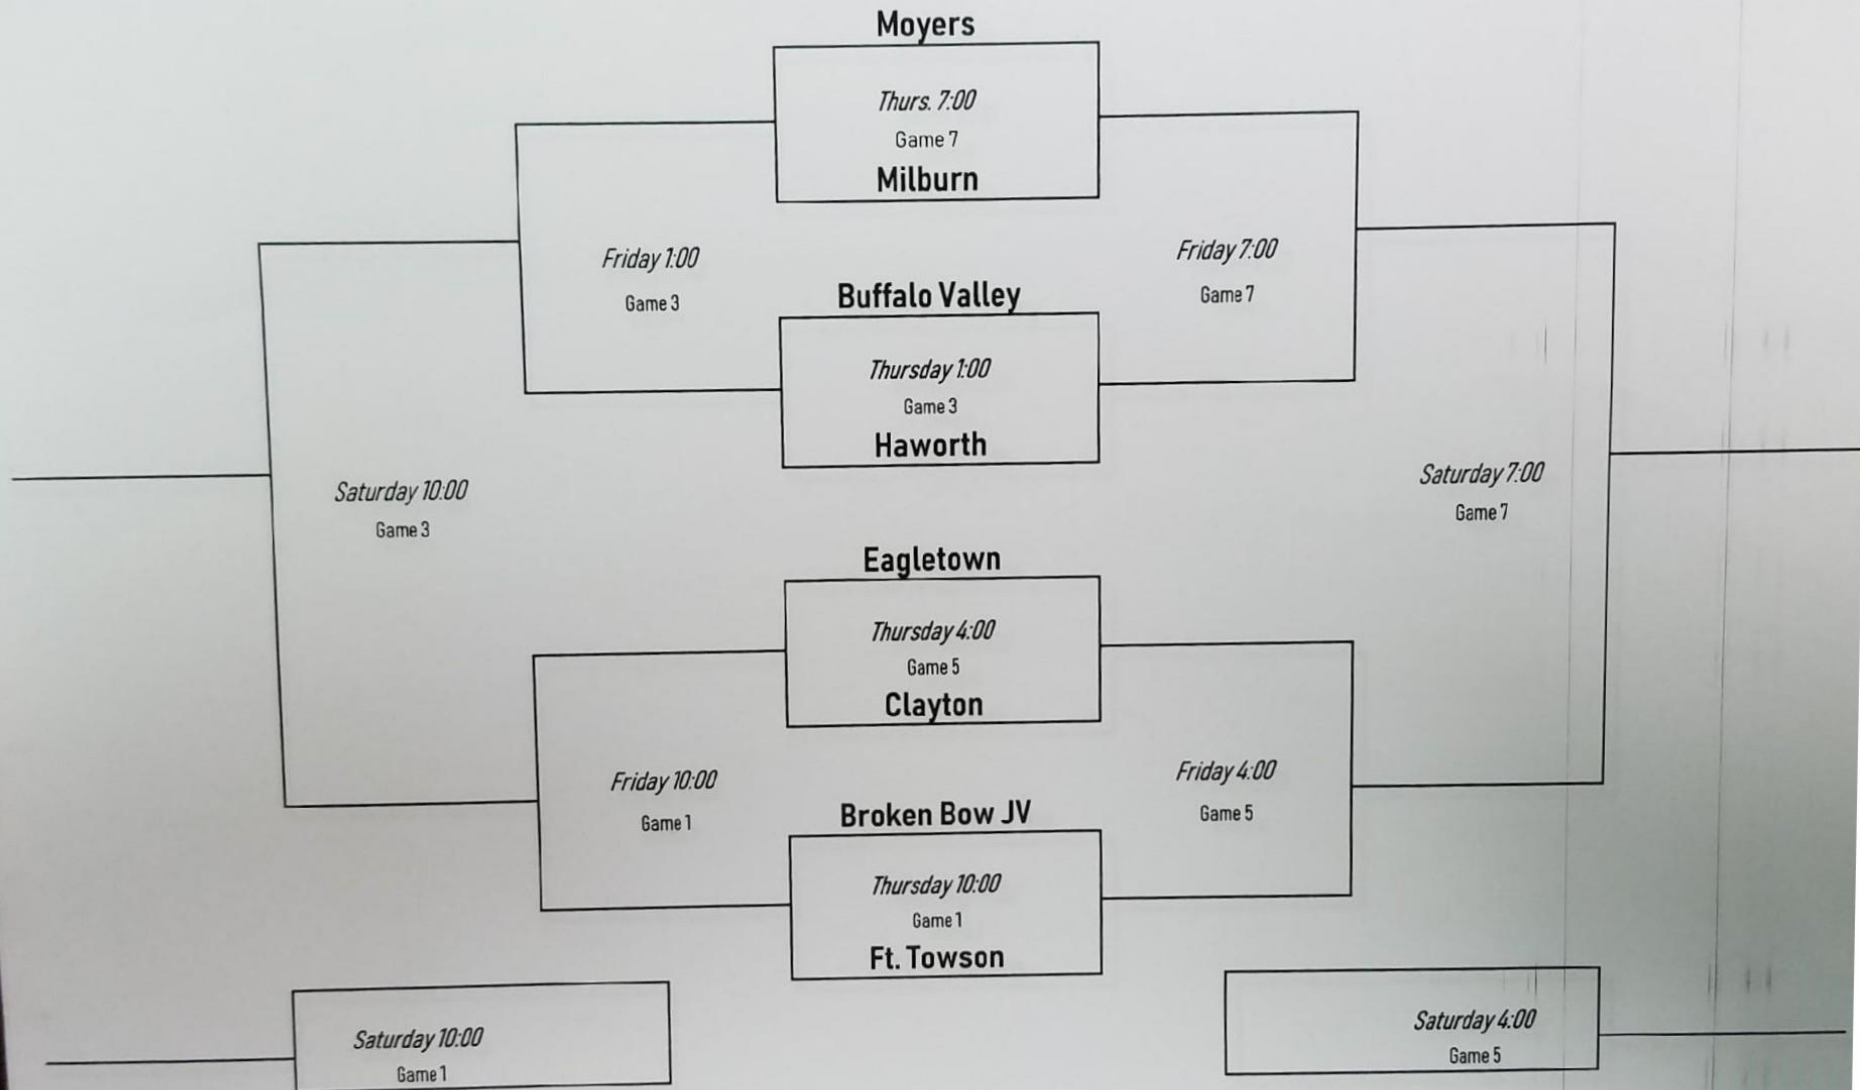 Moyers
Thurs. 7:00
Game 7
Milburn
Friday 1:00
Game 3
Friday 7:00
Game 7
Buffalo Valley
Thursday 1:00
Game 3
Haworth
Saturday 10:00
Game 3
Saturday 7:00
Game 7
Eagletown
Thursday 4:00
Game 5
Clayton
Friday 10:00
Game 1
Friday 4:00
Game 5
Broken Bow JV
Thursday 10:00
Game 1
Ft. Towson
Saturday 10:00
Game 1
Saturday 4:00
Game 5